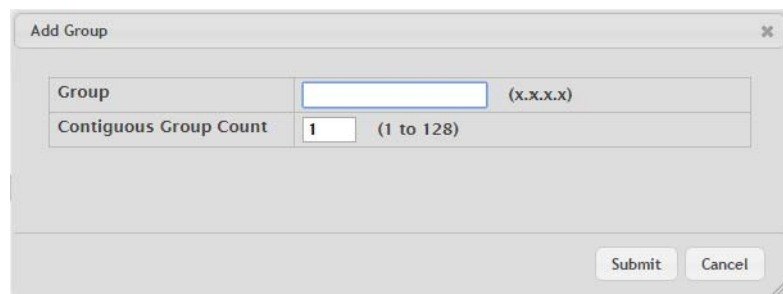 Add Group
Group (x.x.x.x)
Contiguous Group Count 1 (1 to 128)
Submit Cancel